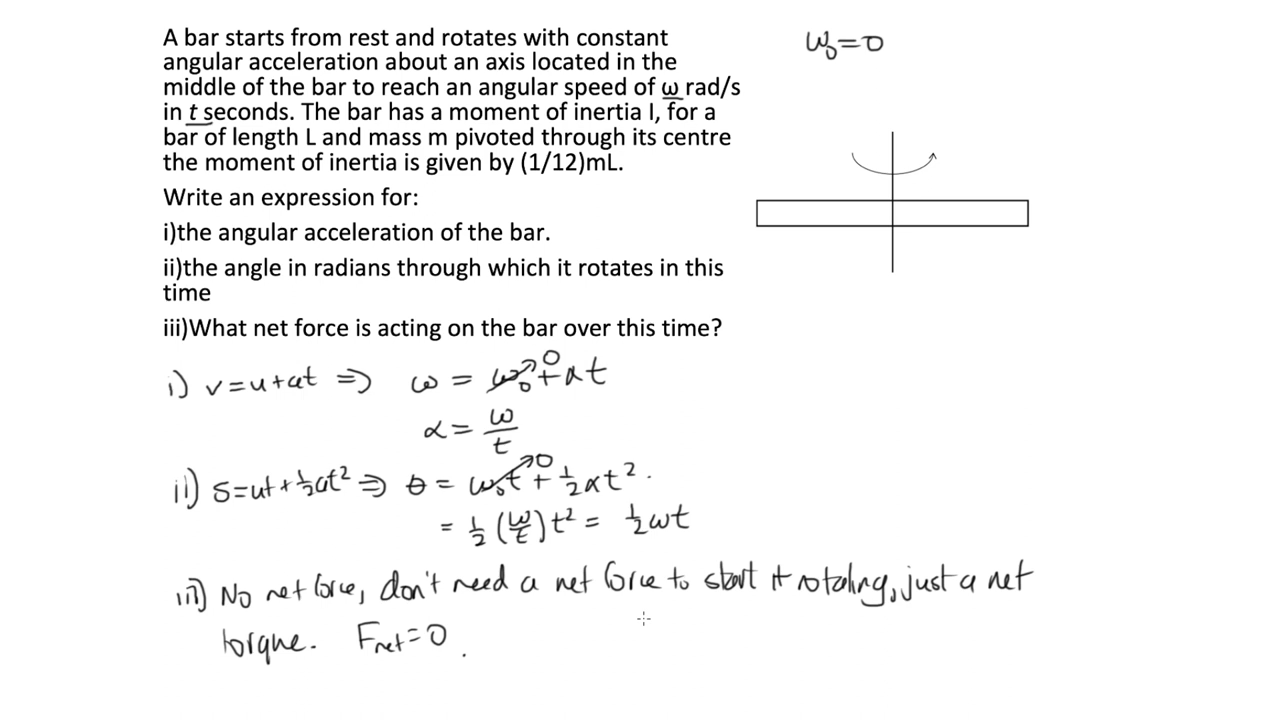 A bar starts from rest and rotates with constant
angular acceleration about an axis located in the
middle of the bar to reach an angular speed of ω rad/s
in t seconds. The bar has a moment of inertia I, for a
bar of length L and mass m pivoted through its centre
the moment of inertia is given by (1/12)mL.
Write an expression for:
i)the angular acceleration of the bar.
ii)the angle in radians through which it rotates in this
time
iii)What net force is acting on the bar over this time?
ω₀=0
i) v=u+at ⇒ ω = ω₀→0 + αt
α = ω/t
ii) s=ut+½at² ⇒ θ = ω₀t→0 + ½αt².
= ½(ω/t)t² = ½ωt
iii) No net force, don't need a net force to start it rotating, just a net
torque. Fnet=0.